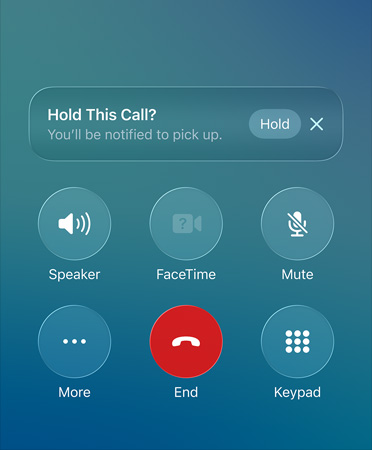 Hold This Call?
You'll be notified to pick up.
Hold
Speaker
FaceTime
Mute
More
End
Keypad